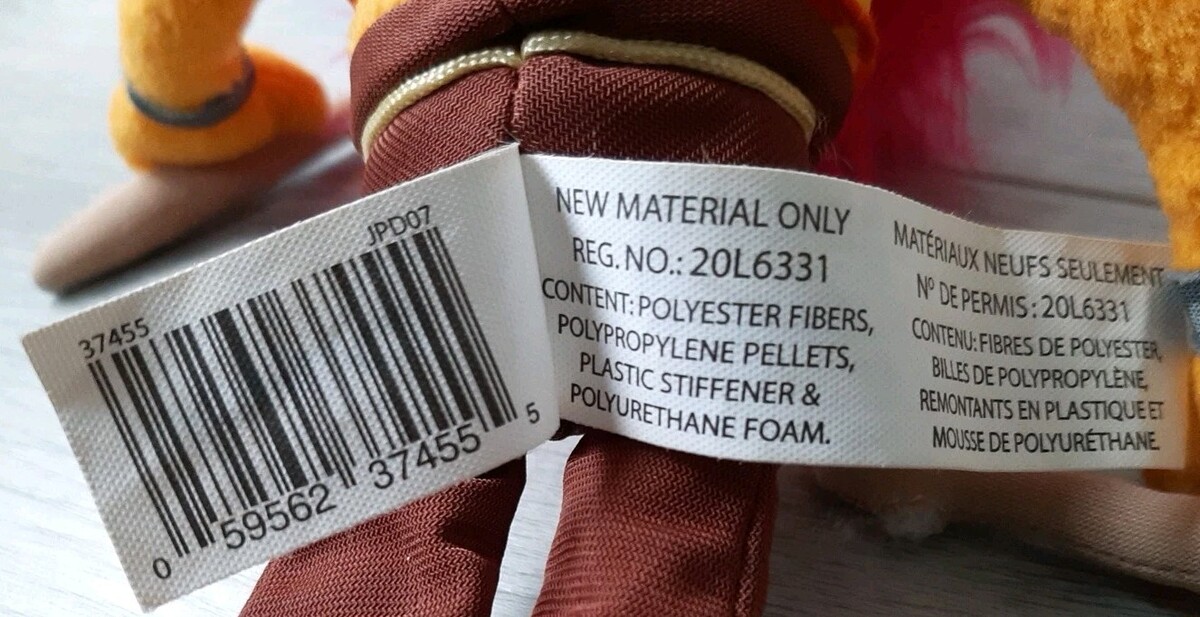 JPD07
37455
0 59562 37455 5
NEW MATERIAL ONLY
REG. NO.: 20L6331
CONTENT: POLYESTER FIBERS,
POLYPROPYLENE PELLETS,
PLASTIC STIFFENER &
POLYURETHANE FOAM.
MATÉRIAUX NEUFS SEULEMENT
Nº DE PERMIS : 20L6331
CONTENU: FIBRES DE POLYESTER,
BILLES DE POLYPROPYLÈNE,
REMONTANTS EN PLASTIQUE ET
MOUSSE DE POLYURÉTHANE.